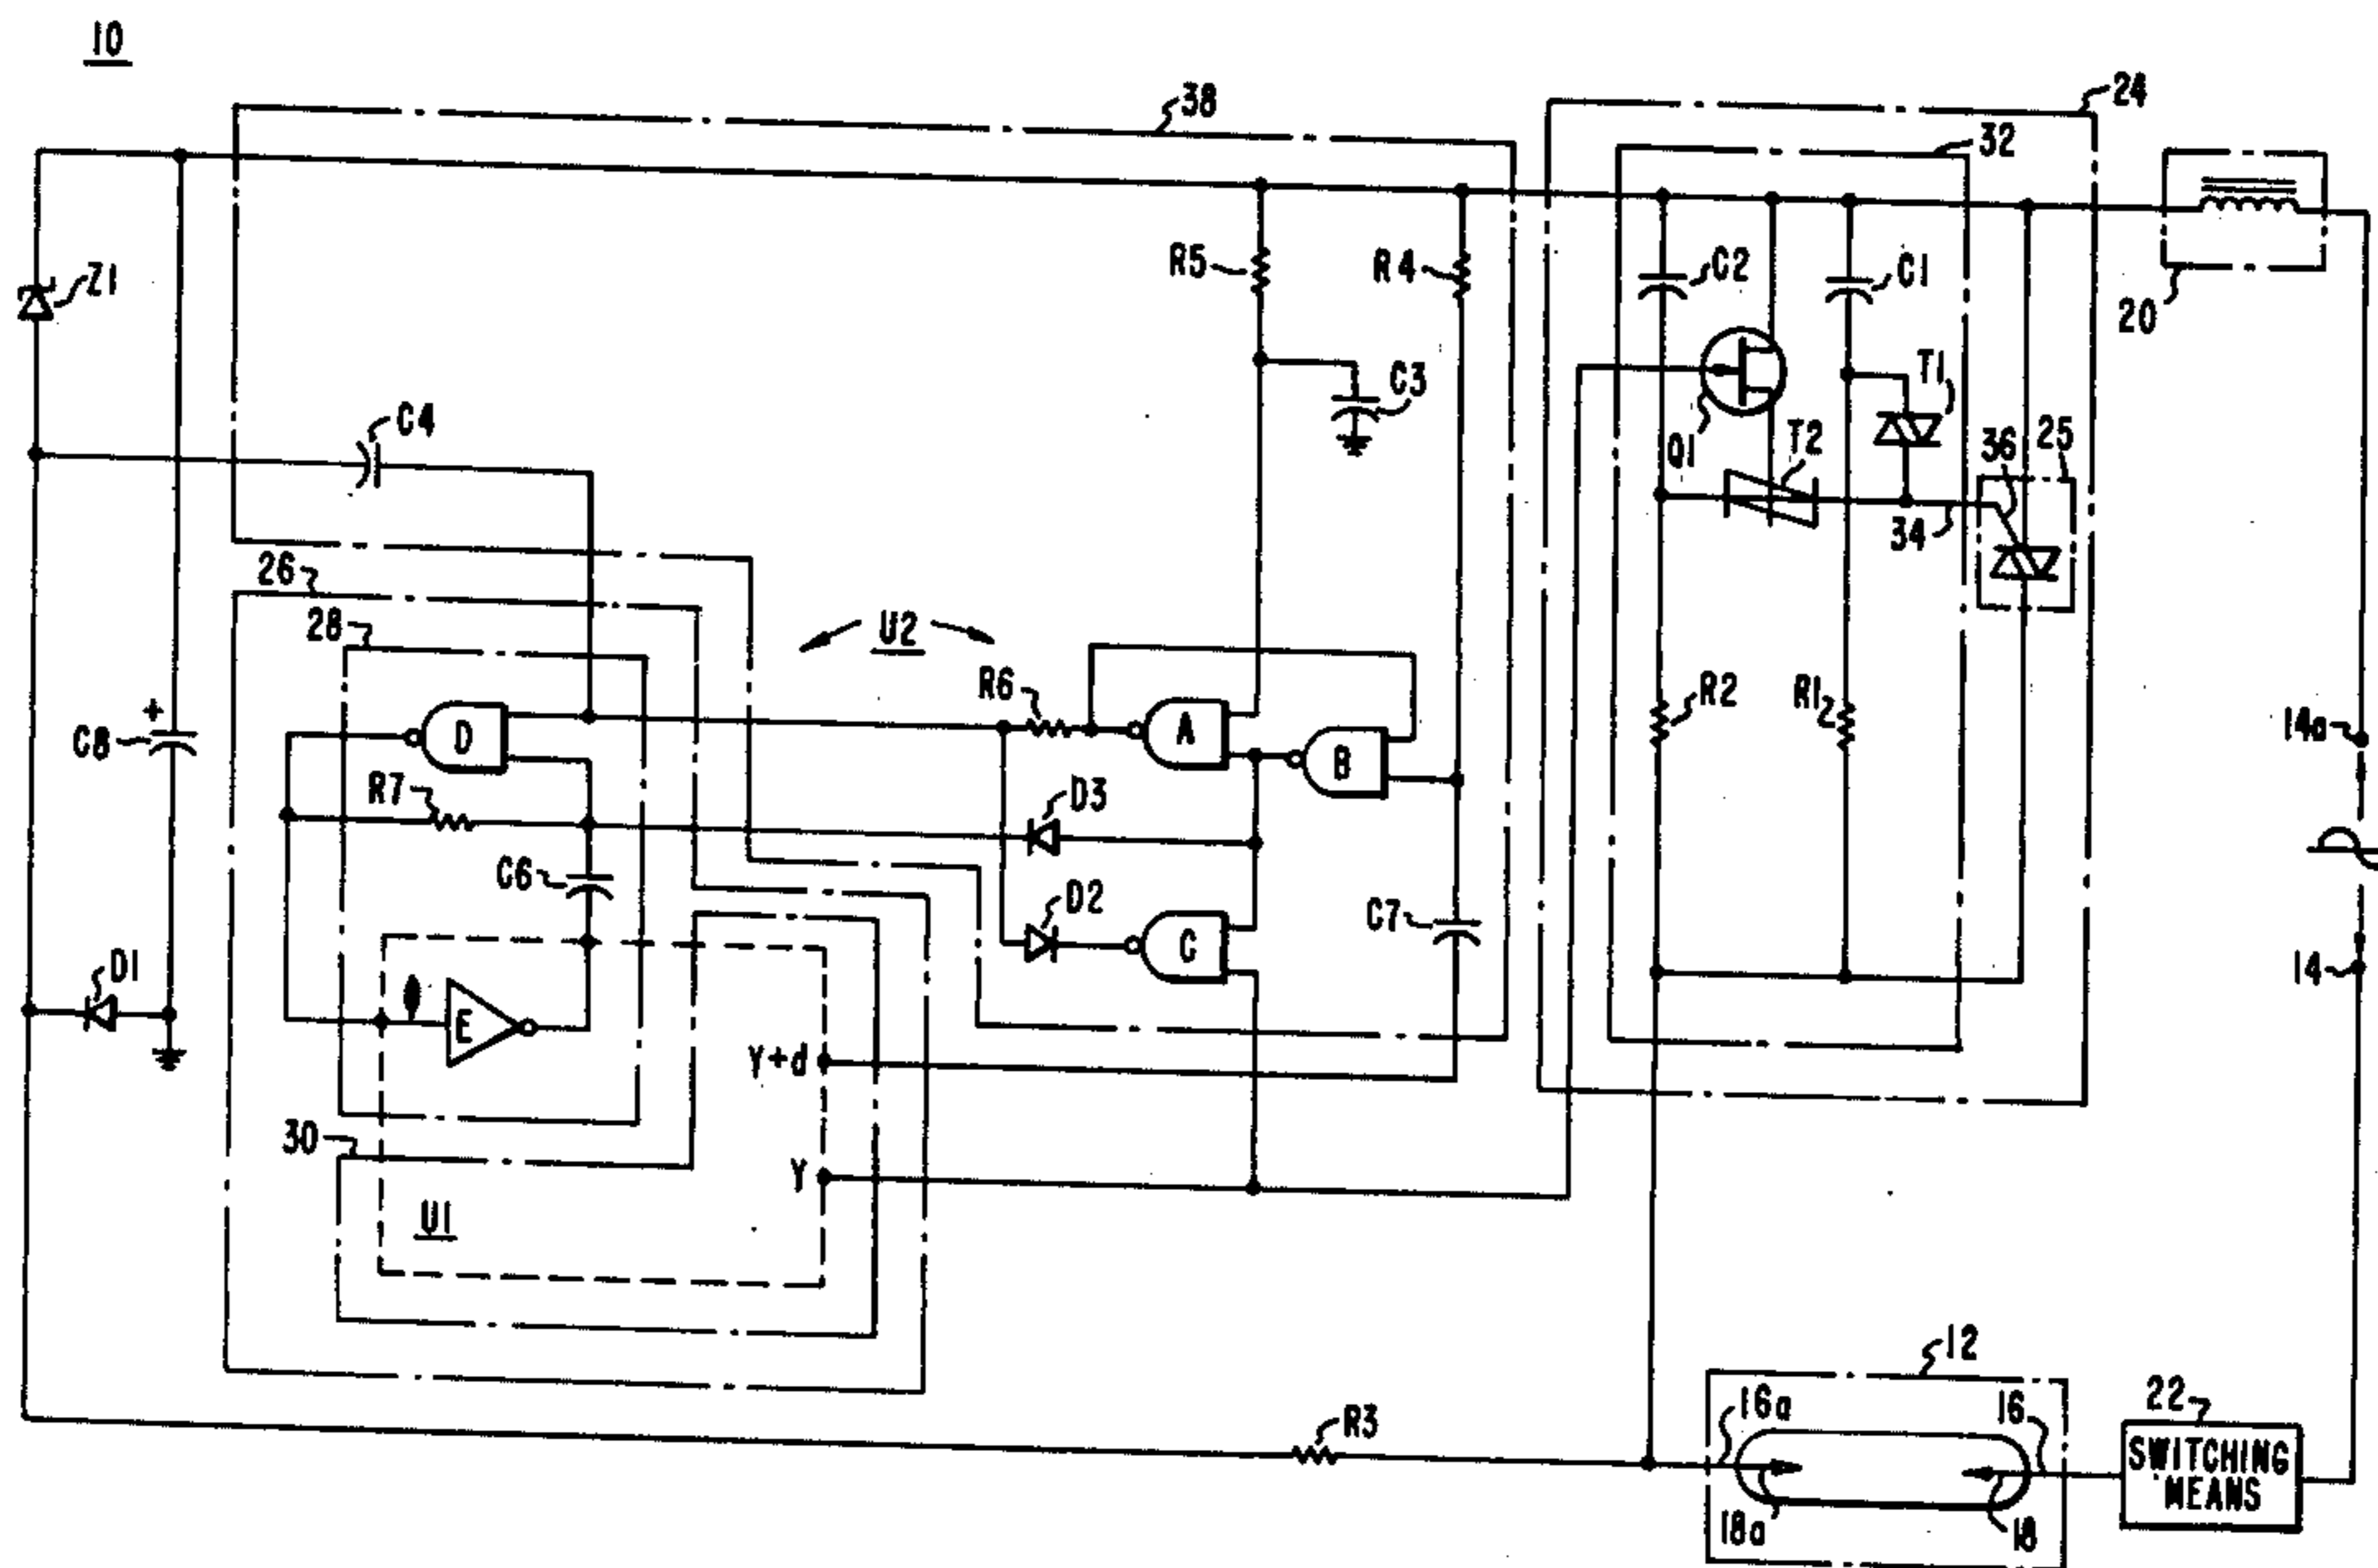 10
38
24
32
Z1
R5
R4
C2
C1
20
C3
T1
C4
Q1
T2
36
25
34
26
28
U2
R6
R2
R1
14a
C8
+
D
A
B
R7
D3
C6
D2
C7
C
14
D1
E
Y+d
30
Y
U1
12
R3
16a
16
22
SWITCHING
MEANS
18a
18